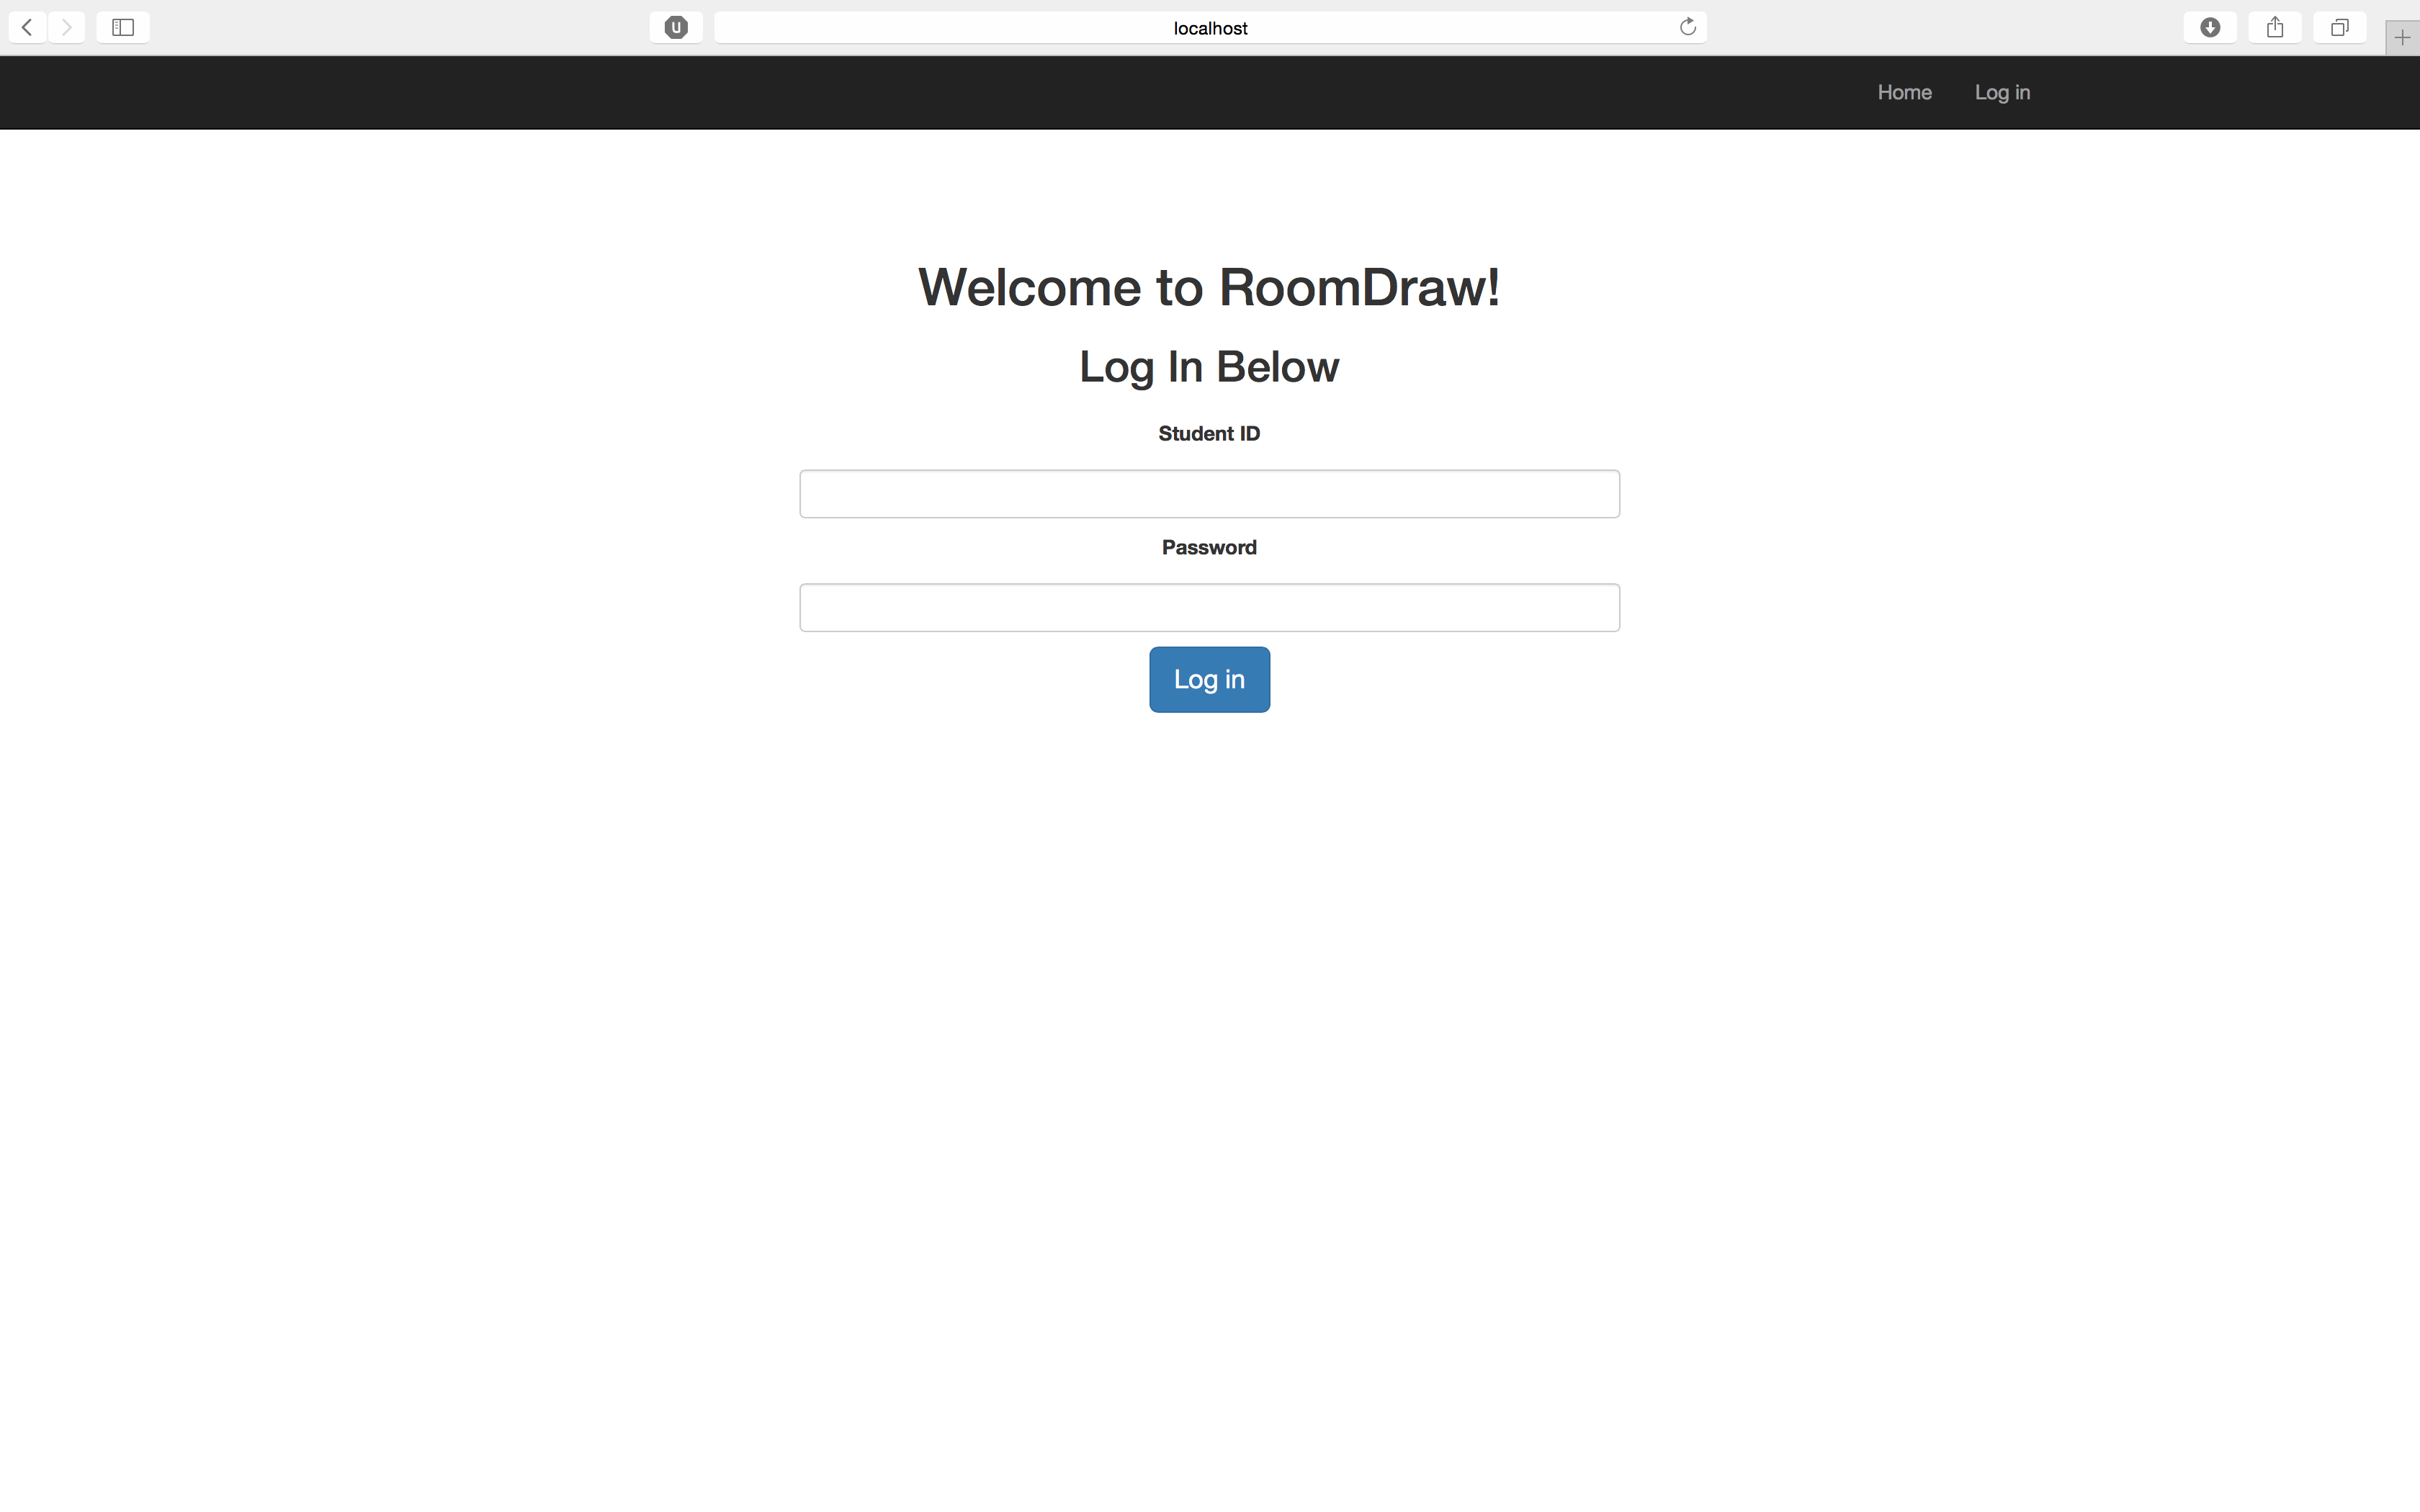 U
localhost
Home Log in
Welcome to RoomDraw!
Log In Below
Student ID
Password
Log in